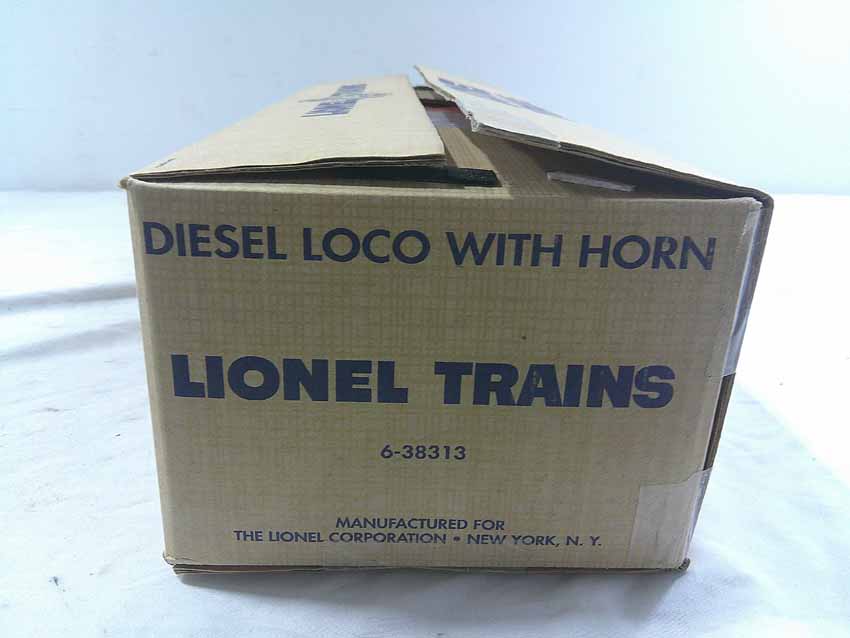 DIESEL LOCO WITH HORN
LIONEL TRAINS
6-38313
MANUFACTURED FOR
THE LIONEL CORPORATION • NEW YORK, N. Y.